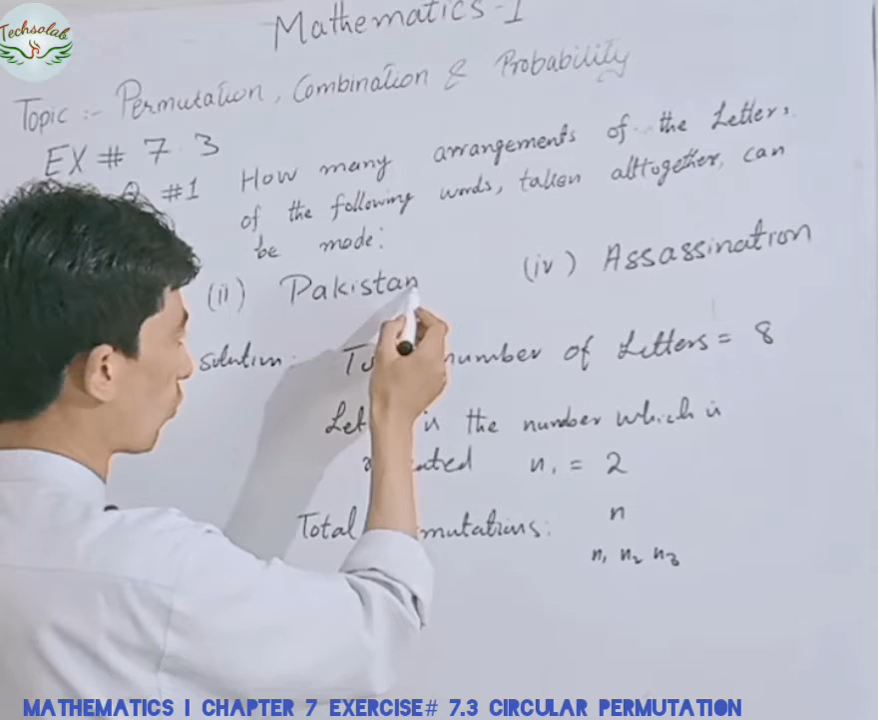 Techsolab
Mathematics-1
Topic :- Permutation, Combination & Probability
EX # 7.3
Q #1 How many arrangements of the Letters
of the following words, taken alltogether, can
be made:
(ii) Pakistan (iv) Assassination
Solution: number of Letters = 8
Let is the number which is
n₁ = 2
Total n
n₁ n₂ n₃
MATHEMATICS I CHAPTER 7 EXERCISE# 7.3 CIRCULAR PERMUTATION